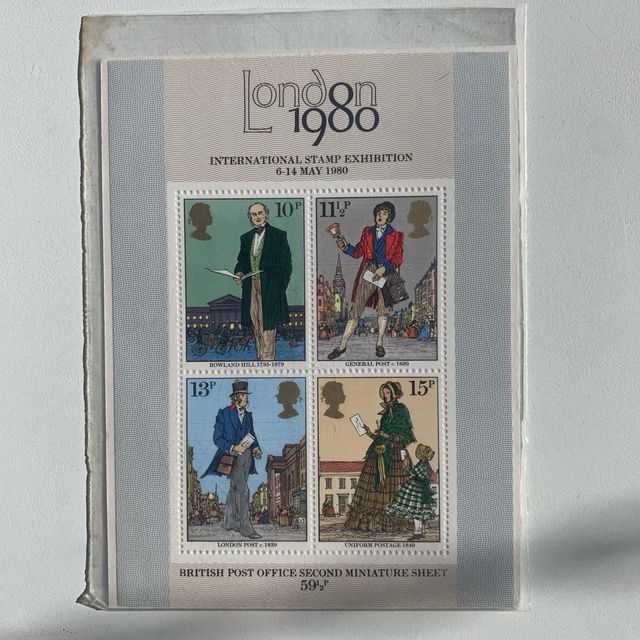 London
1980
INTERNATIONAL STAMP EXHIBITION
6-14 MAY 1980
10P
11½P
ROWLAND HILL 1795-1879
GENERAL POST c. 1839
13P
15P
LONDON POST c. 1839
UNIFORM POSTAGE 1840
BRITISH POST OFFICE SECOND MINIATURE SHEET
59½P